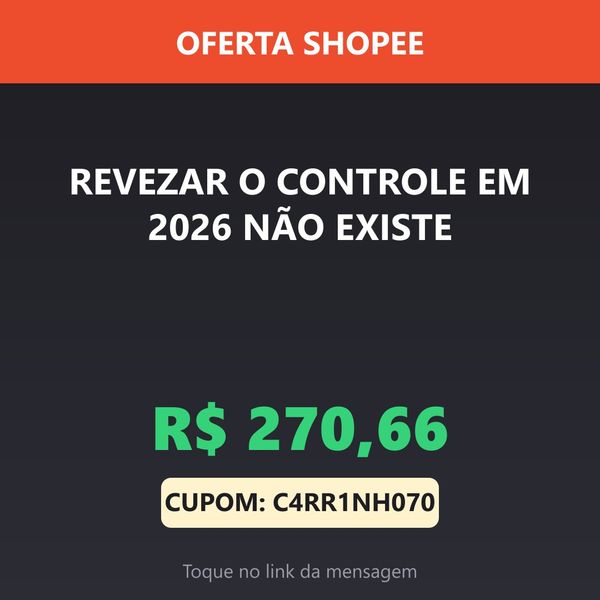 OFERTA SHOPEE
REVEZAR O CONTROLE EM
2026 NÃO EXISTE
R$ 270,66
CUPOM: C4RR1NH070
Toque no link da mensagem